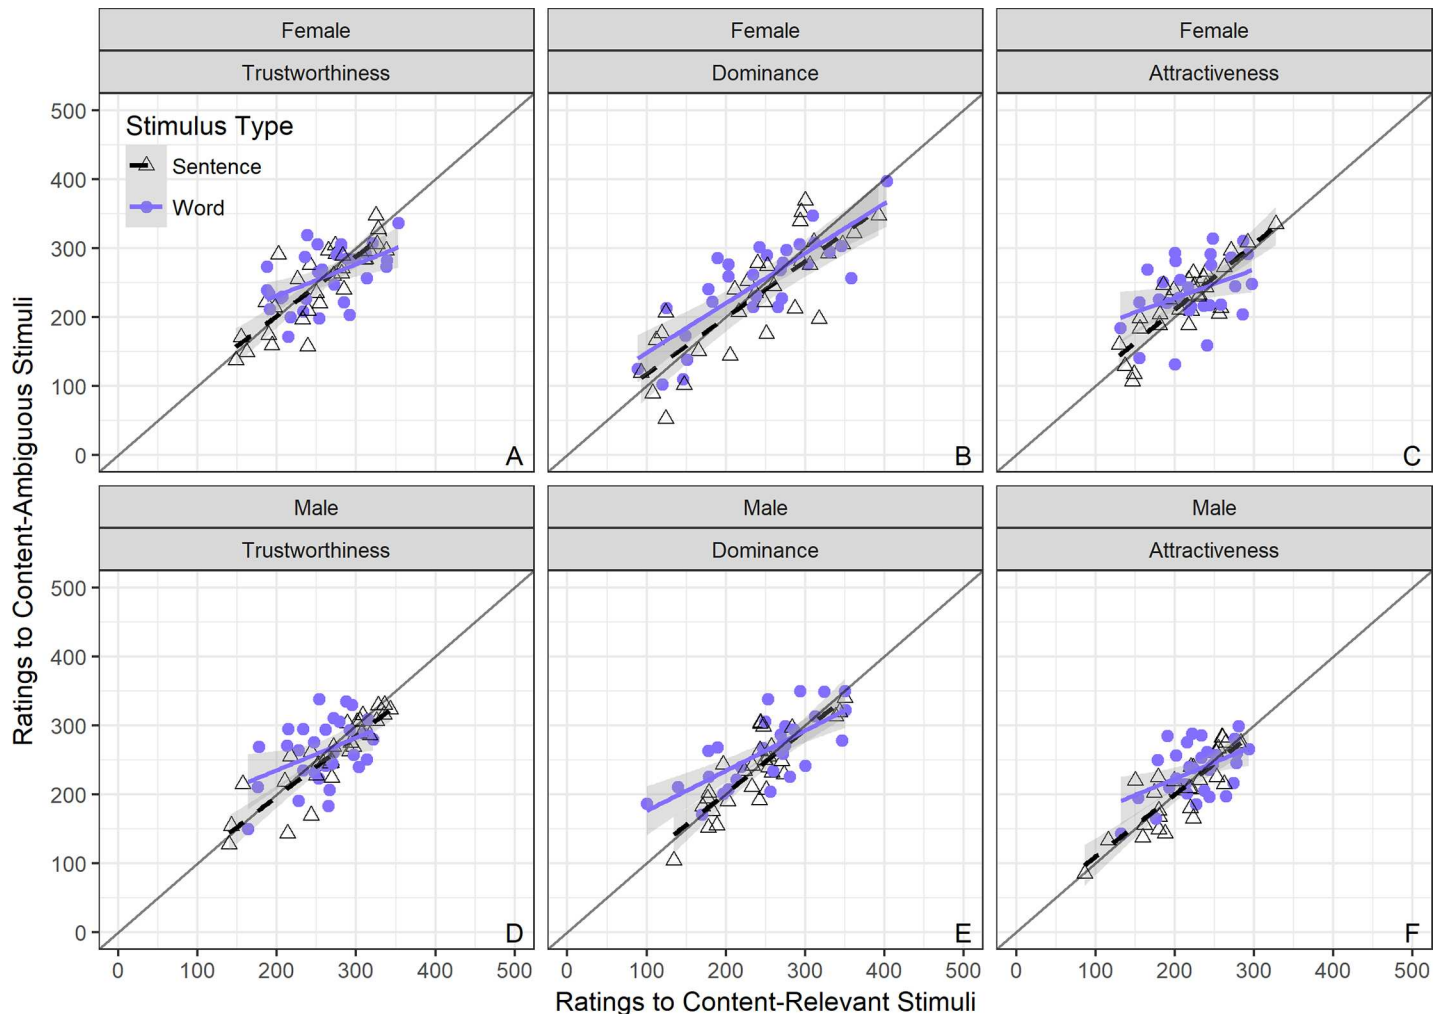 Female Female Female
Trustworthiness Dominance Attractiveness
Stimulus Type
Sentence
Word
500
400
300
200
100
0
A B C
Male Male Male
Trustworthiness Dominance Attractiveness
500
400
300
200
100
0
D E F
0 100 200 300 400 500 0 100 200 300 400 500 0 100 200 300 400 500
Ratings to Content-Relevant Stimuli
Ratings to Content-Ambiguous Stimuli